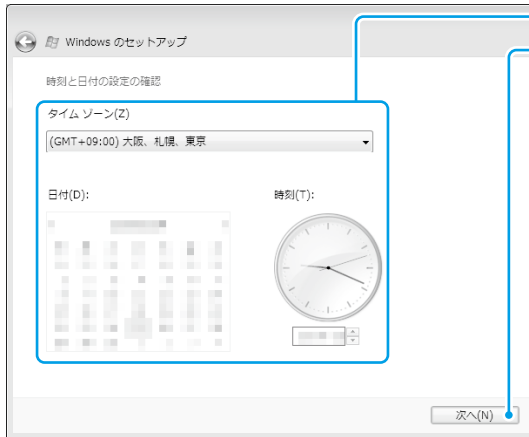 Windows のセットアップ
時刻と日付の設定の確認
タイム ゾーン(Z)
(GMT+09:00) 大阪、札幌、東京
日付(D):
時刻(T):
次へ(N)